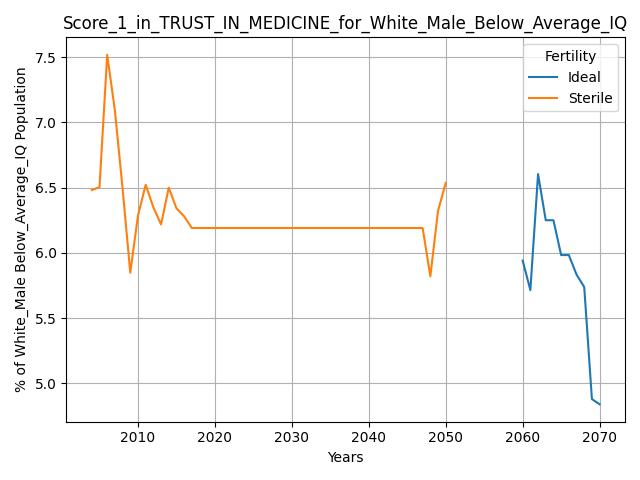 Score_1_in_TRUST_IN_MEDICINE_for_White_Male_Below_Average_IQ
% of White_Male Below_Average_IQ Population
7.5
7.0
6.5
6.0
5.5
5.0
Fertility
Ideal
Sterile
2010 2020 2030 2040 2050 2060 2070
Years